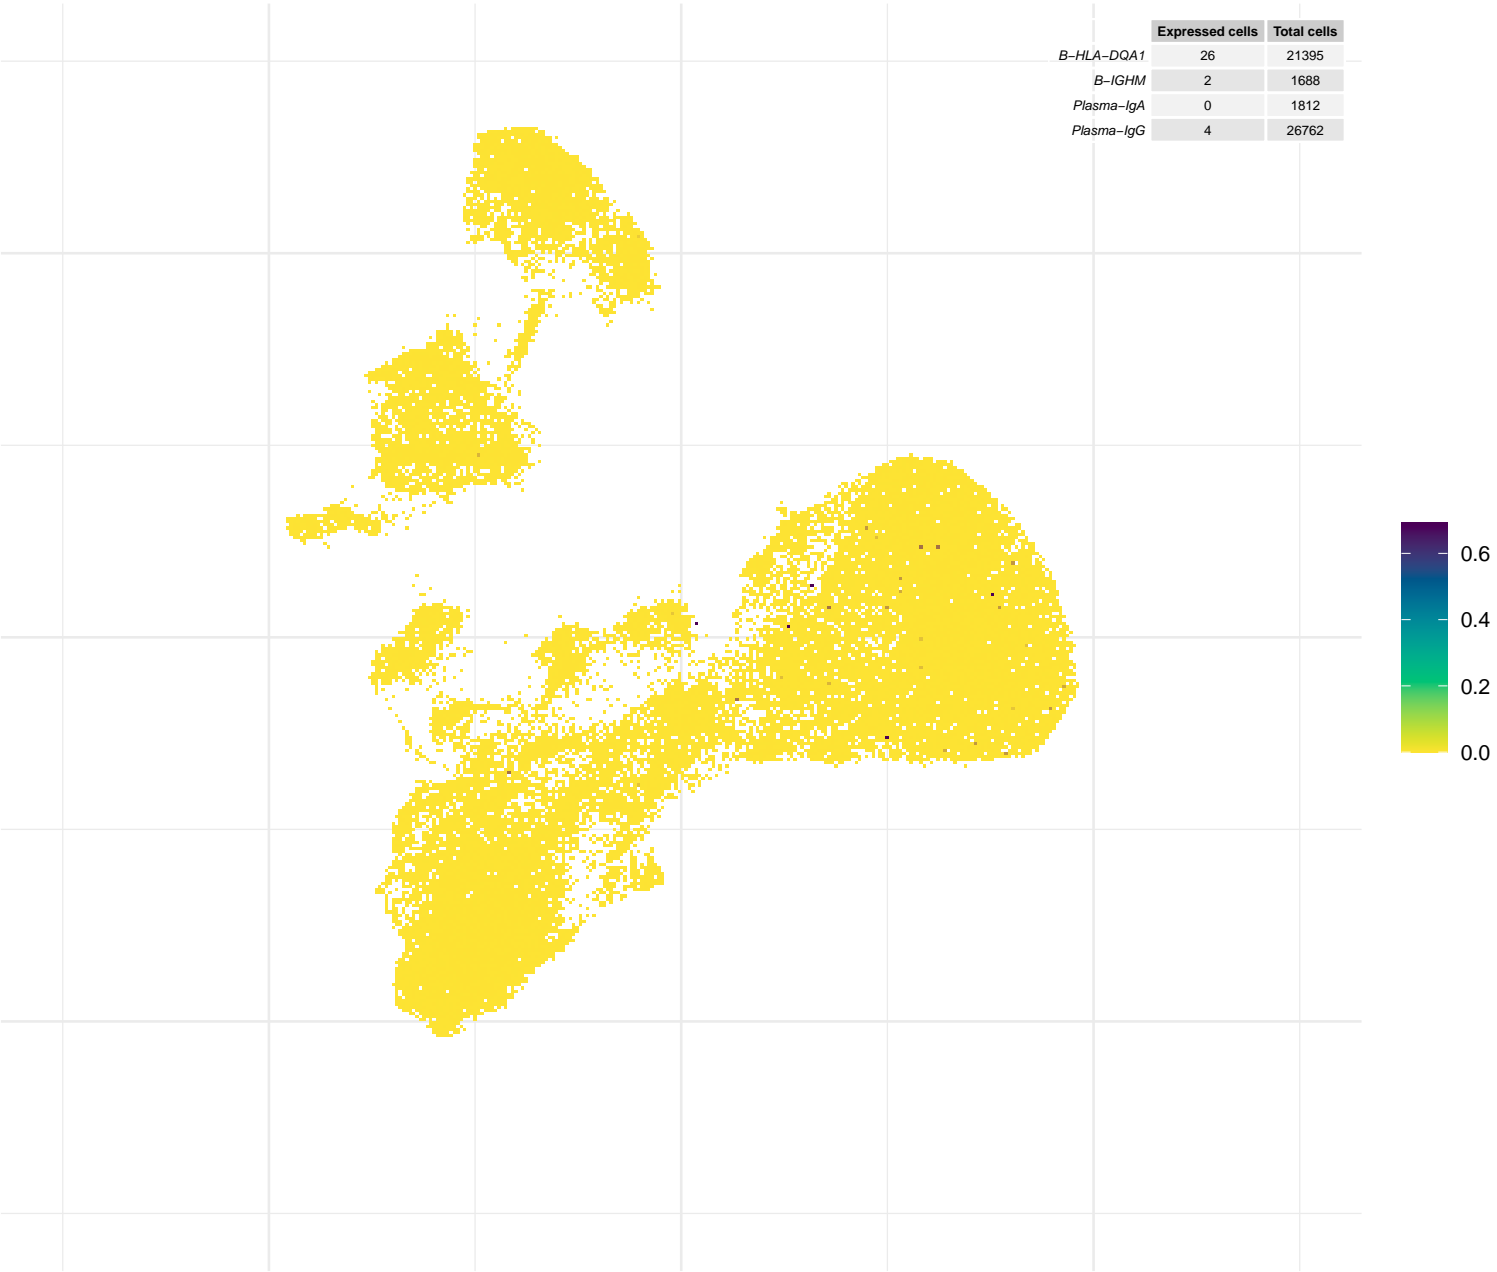 Expressed cells Total cells
B−HLA−DQA1 26 21395
B−IGHM 2 1688
Plasma−IgA 0 1812
Plasma−IgG 4 26762
0.6
0.4
0.2
0.0